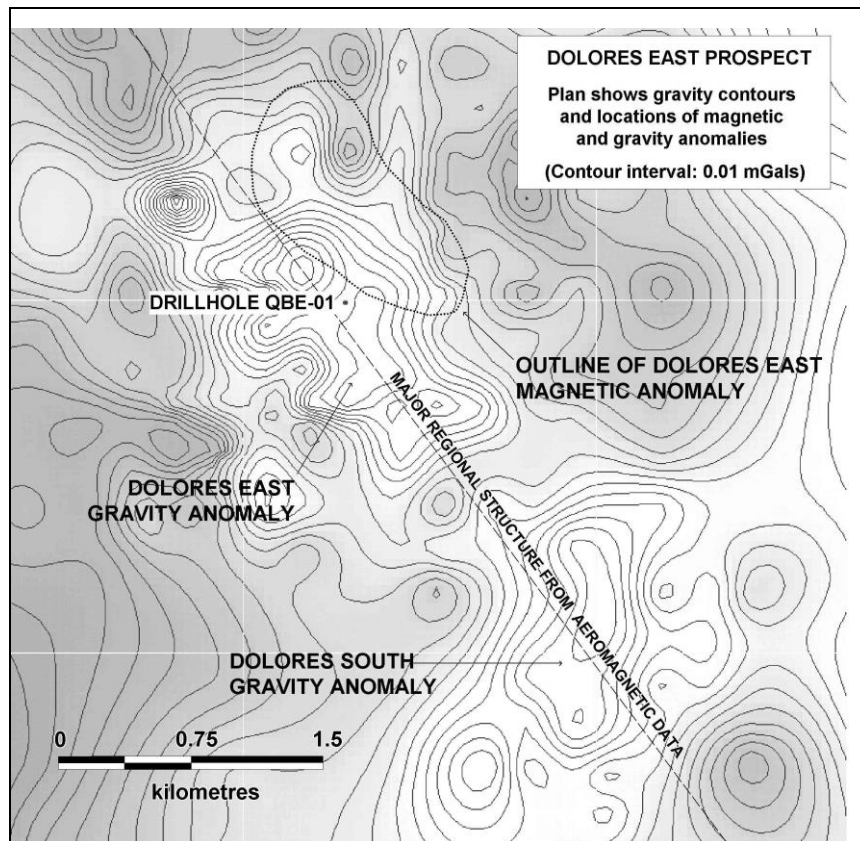 DOLORES EAST PROSPECT
Plan shows gravity contours
and locations of magnetic
and gravity anomalies
(Contour interval: 0.01 mGals)
DRILLHOLE QBE-01
OUTLINE OF DOLORES EAST
MAGNETIC ANOMALY
MAJOR REGIONAL STRUCTURE FROM AEROMAGNETIC DATA
DOLORES EAST
GRAVITY ANOMALY
DOLORES SOUTH
GRAVITY ANOMALY
0 0.75 1.5
kilometres